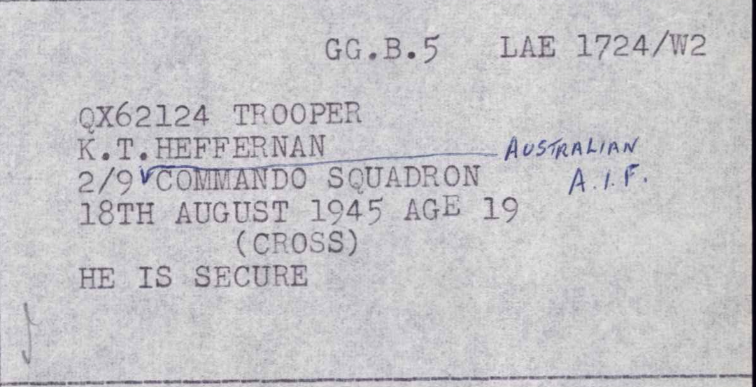 GG.B.5 LAE 1724/W2
QX62124 TROOPER
K.T.HEFFERNAN AUSTRALIAN
2/9 COMMANDO SQUADRON A.I.F.
18TH AUGUST 1945 AGE 19
(CROSS)
HE IS SECURE